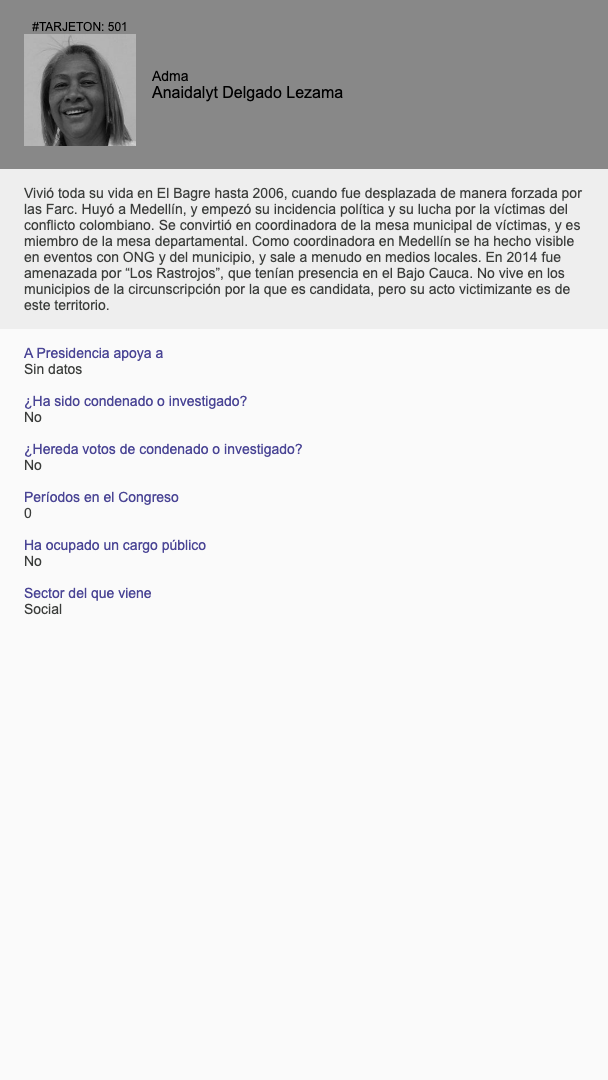 #TARJETON: 501
Adma
Anaidalyt Delgado Lezama
Vivió toda su vida en El Bagre hasta 2006, cuando fue desplazada de manera forzada por
las Farc. Huyó a Medellín, y empezó su incidencia política y su lucha por la víctimas del
conflicto colombiano. Se convirtió en coordinadora de la mesa municipal de víctimas, y es
miembro de la mesa departamental. Como coordinadora en Medellín se ha hecho visible
en eventos con ONG y del municipio, y sale a menudo en medios locales. En 2014 fue
amenazada por “Los Rastrojos”, que tenían presencia en el Bajo Cauca. No vive en los
municipios de la circunscripción por la que es candidata, pero su acto victimizante es de
este territorio.
A Presidencia apoya a
Sin datos
¿Ha sido condenado o investigado?
No
¿Hereda votos de condenado o investigado?
No
Períodos en el Congreso
0
Ha ocupado un cargo público
No
Sector del que viene
Social